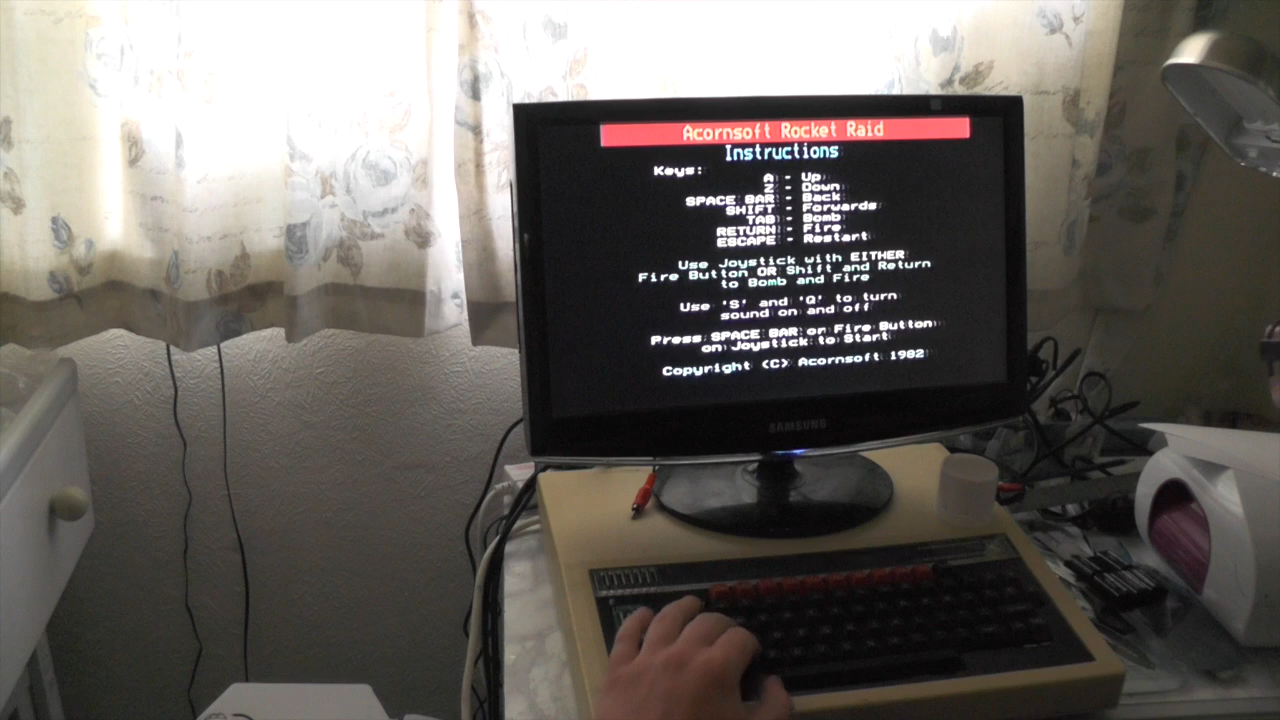 Acornsoft Rocket Raid
Instructions
Keys:
A - Up
Z - Down
SPACE BAR - Back
SHIFT - Forwards
TAB - Bomb
RETURN - Fire
ESCAPE - Restart
Use Joystick with EITHER
Fire Button OR Shift and Return
to Bomb and Fire
Use 'S' and 'Q' to turn
sound on and off
Press SPACE BAR or Fire Button
on Joystick to Start
Copyright (C) Acornsoft 1982
SAMSUNG